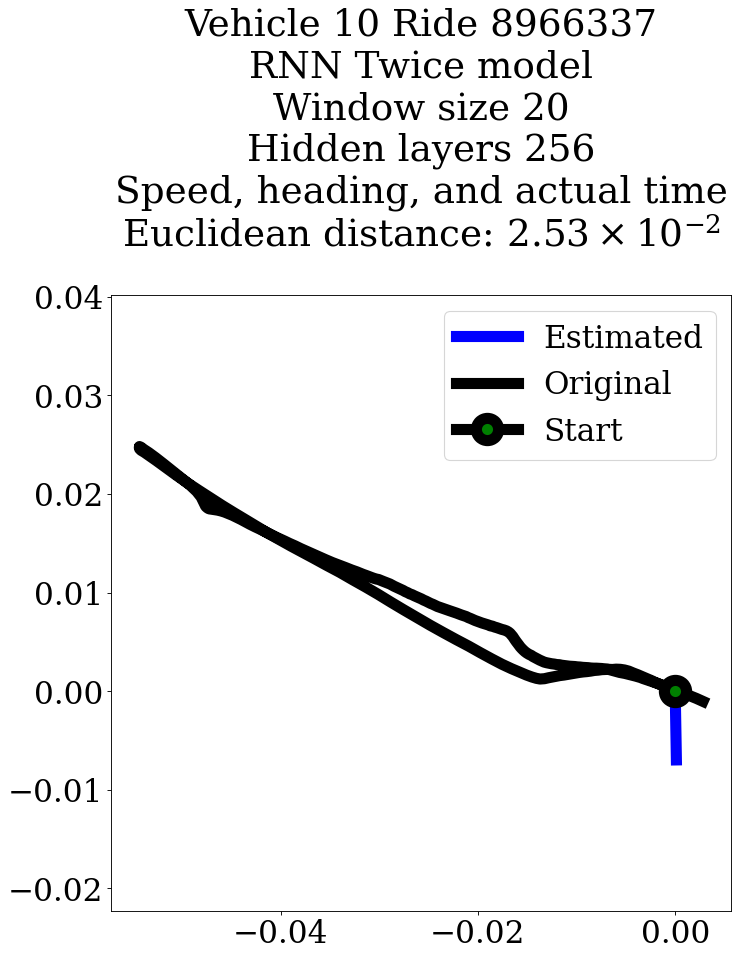 Vehicle 10 Ride 8966337
RNN Twice model
Window size 20
Hidden layers 256
Speed, heading, and actual time
Euclidean distance: 2.53 × 10⁻²
0.04
0.03
0.02
0.01
0.00
−0.01
−0.02
Estimated
Original
Start
−0.04
−0.02
0.00